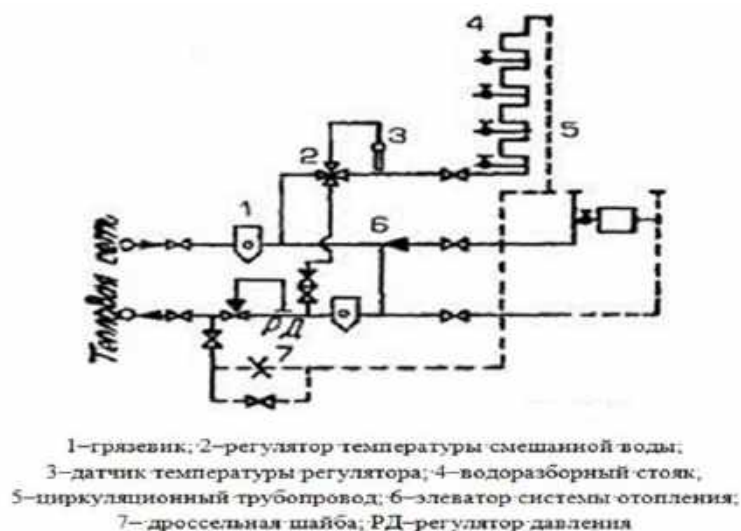 4
3
2
5
1
6
Тепловая сет.
РД
7
1–грязевик; 2–регулятор температуры смешанной воды;
3–датчик температуры регулятора; 4–водоразборный стояк,
5–циркуляционный трубопровод; 6–элеватор системы отопления;
7– дроссельная шайба; РД–регулятор давления